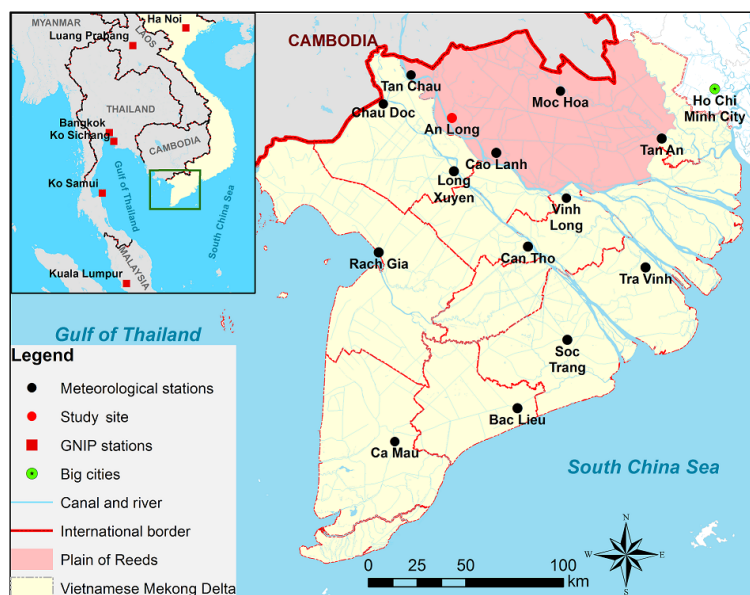 MYANMAR
Ha Noi
Luang Prabang
LAOS
THAILAND
Bangkok
Ko Sichang
CAMBODIA
Ko Samui
Gulf of Thailand
South China Sea
MALAYSIA
Kuala Lumpur
CAMBODIA
Tan Chau
Chau Doc
Moc Hoa
Ho Chi
Minh City
An Long
Tan An
Cao Lanh
Long
Xuyen
Vinh
Long
Can Tho
Rach Gia
Tra Vinh
Gulf of Thailand
Soc
Trang
Bac Lieu
Ca Mau
South China Sea
Legend
Meteorological stations
Study site
GNIP stations
Big cities
Canal and river
International border
Plain of Reeds
Vietnamese Mekong Delta
N
W
E
S
0 25 50 100
km